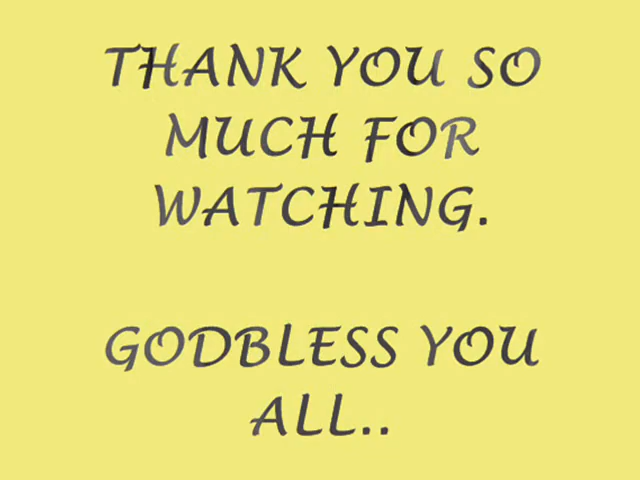 THANK YOU SO
MUCH FOR
WATCHING.
GODBLESS YOU
ALL..